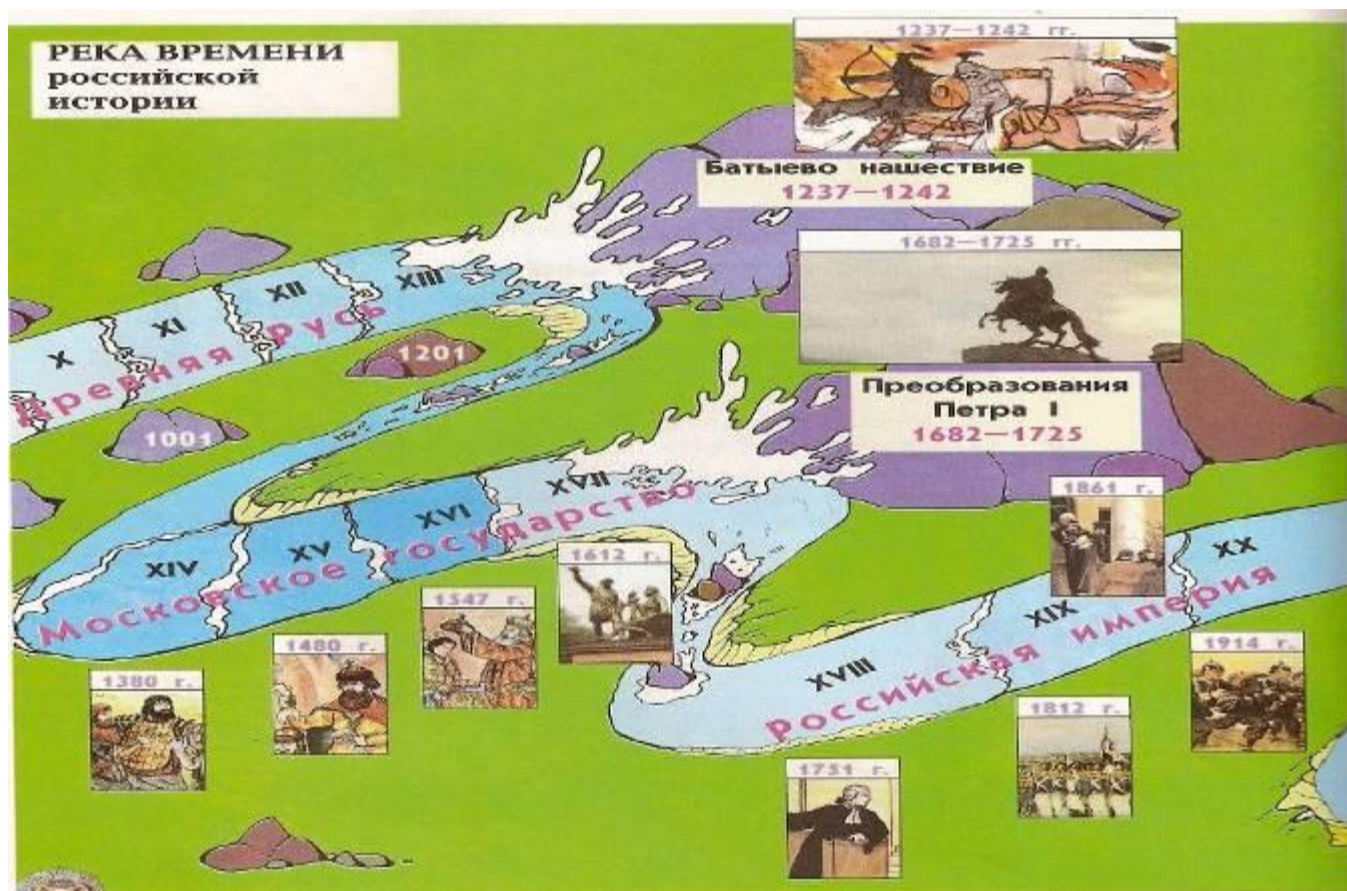 РЕКА ВРЕМЕНИ
российской
истории
1237—1242 гг.
Батыево нашествие
1237—1242
1682—1725 гг.
Преобразования
Петра I
1682—1725
X
XI
XII
XIII
Древняя Русь
1201
1001
XIV
XV
XVI
XVII
Московское государство
1380 г.
1480 г.
1547 г.
1612 г.
XVIII
XIX
XX
Российская империя
1861 г.
1914 г.
1812 г.
1751 г.